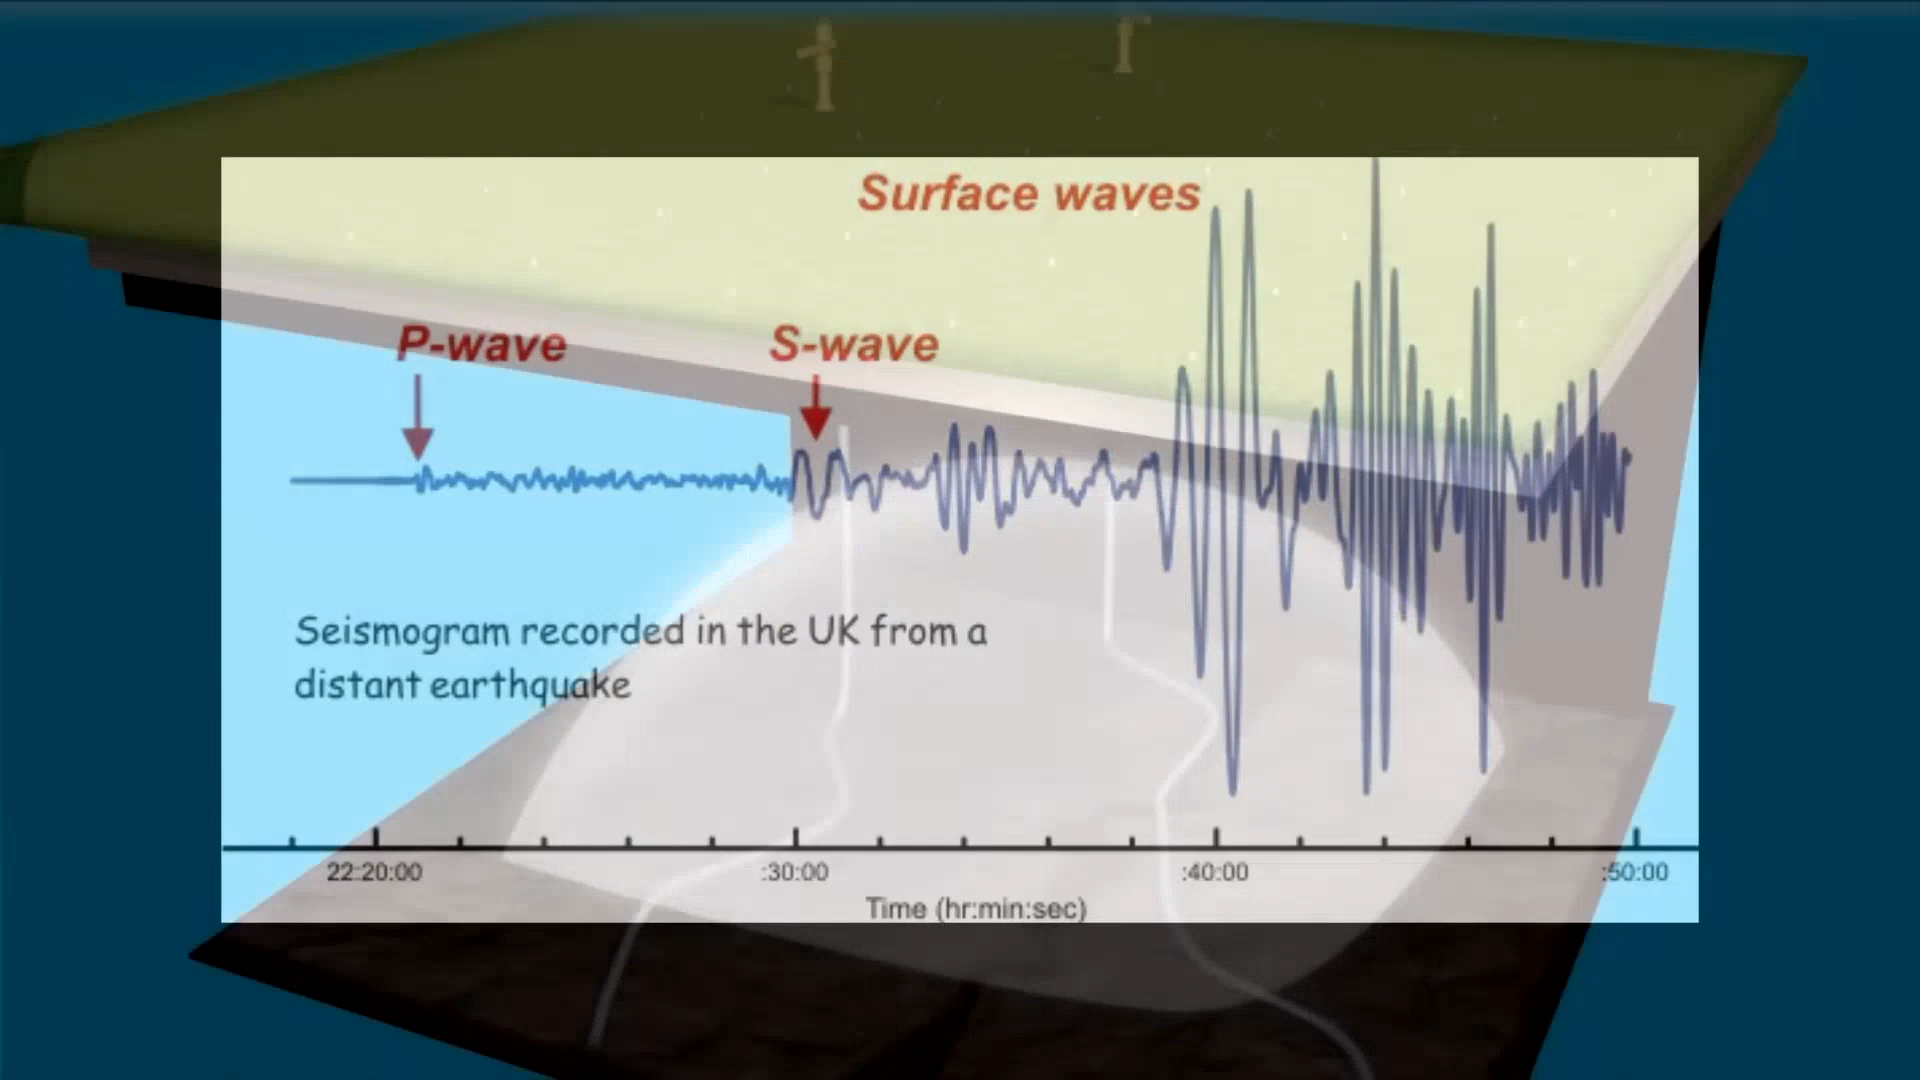 Surface waves
P-wave
S-wave
Seismogram recorded in the UK from a
distant earthquake
22:20:00
:30:00
:40:00
:50:00
Time (hr:min:sec)